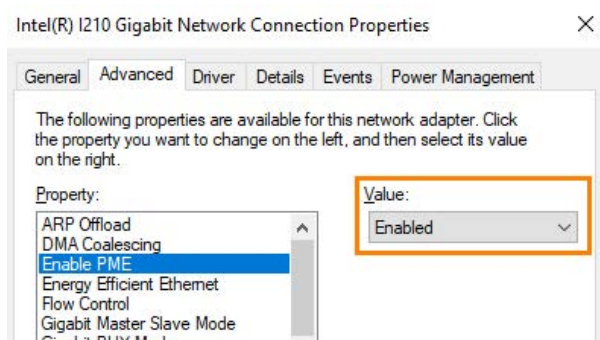 Intel(R) I210 Gigabit Network Connection Properties
General Advanced Driver Details Events Power Management
The following properties are available for this network adapter. Click
the property you want to change on the left, and then select its value
on the right.
Property:
Value:
ARP Offload
Enabled
DMA Coalescing
Enable PME
Energy Efficient Ethernet
Flow Control
Gigabit Master Slave Mode